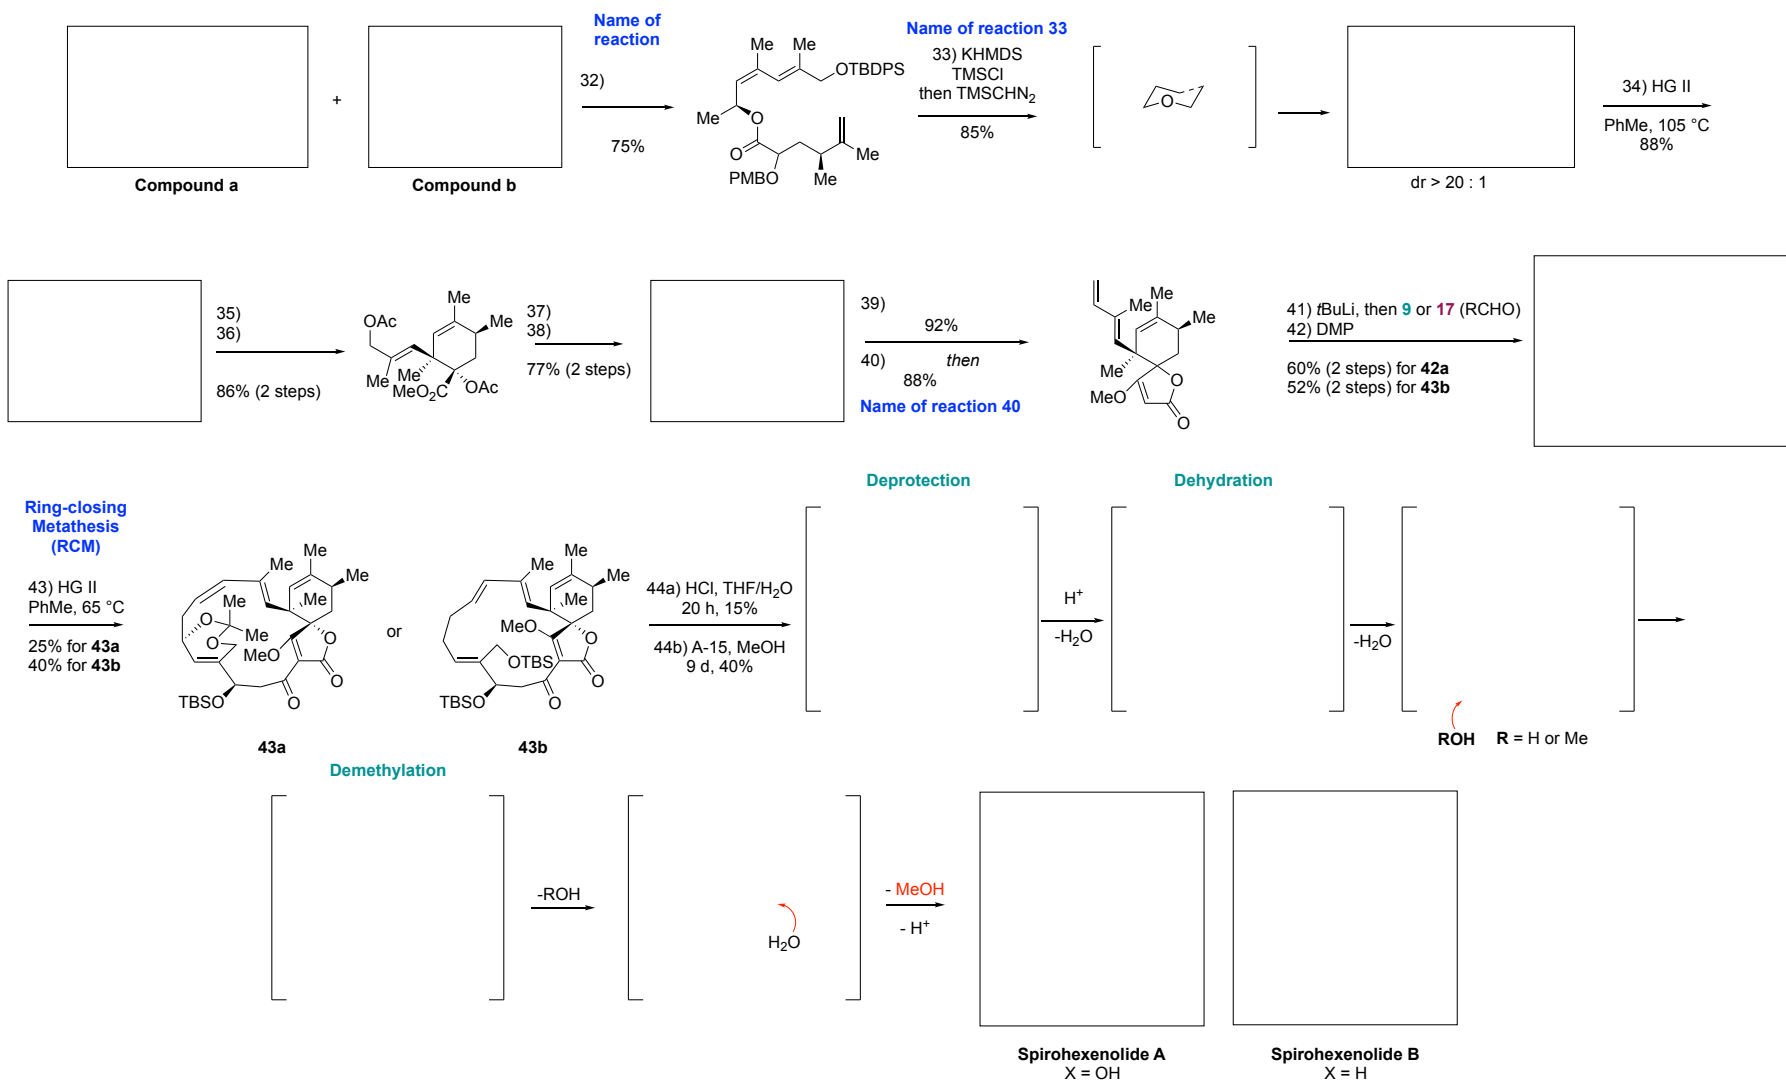 Name of
reaction
32)
75%
+
Compound a
Compound b
Me
Me
OTBDPS
Me
O
O
PMBO
Me
Me
Name of reaction 33
33) KHMDS
TMSCl
then TMSCHN2
85%
O
dr > 20 : 1
34) HG II
PhMe, 105 °C
88%
35)
36)
86% (2 steps)
OAc
Me
Me
Me
Me
MeO2C
OAc
37)
38)
77% (2 steps)
39)
92%
40)
then
88%
Name of reaction 40
Me
Me
Me
Me
O
MeO
O
41) tBuLi, then 9 or 17 (RCHO)
42) DMP
60% (2 steps) for 42a
52% (2 steps) for 43b
Ring-closing
Metathesis
(RCM)
43) HG II
PhMe, 65 °C
25% for 43a
40% for 43b
Me
Me
Me
Me
Me
O
Me
O
MeO
O
O
O
TBSO
43a
or
Me
Me
Me
Me
MeO
O
OTBS
O
O
TBSO
43b
44a) HCl, THF/H2O
20 h, 15%
44b) A-15, MeOH
9 d, 40%
Deprotection
H+
-H2O
Dehydration
-H2O
ROH
R = H or Me
Demethylation
-ROH
H2O
- MeOH
- H+
Spirohexenolide A
X = OH
Spirohexenolide B
X = H